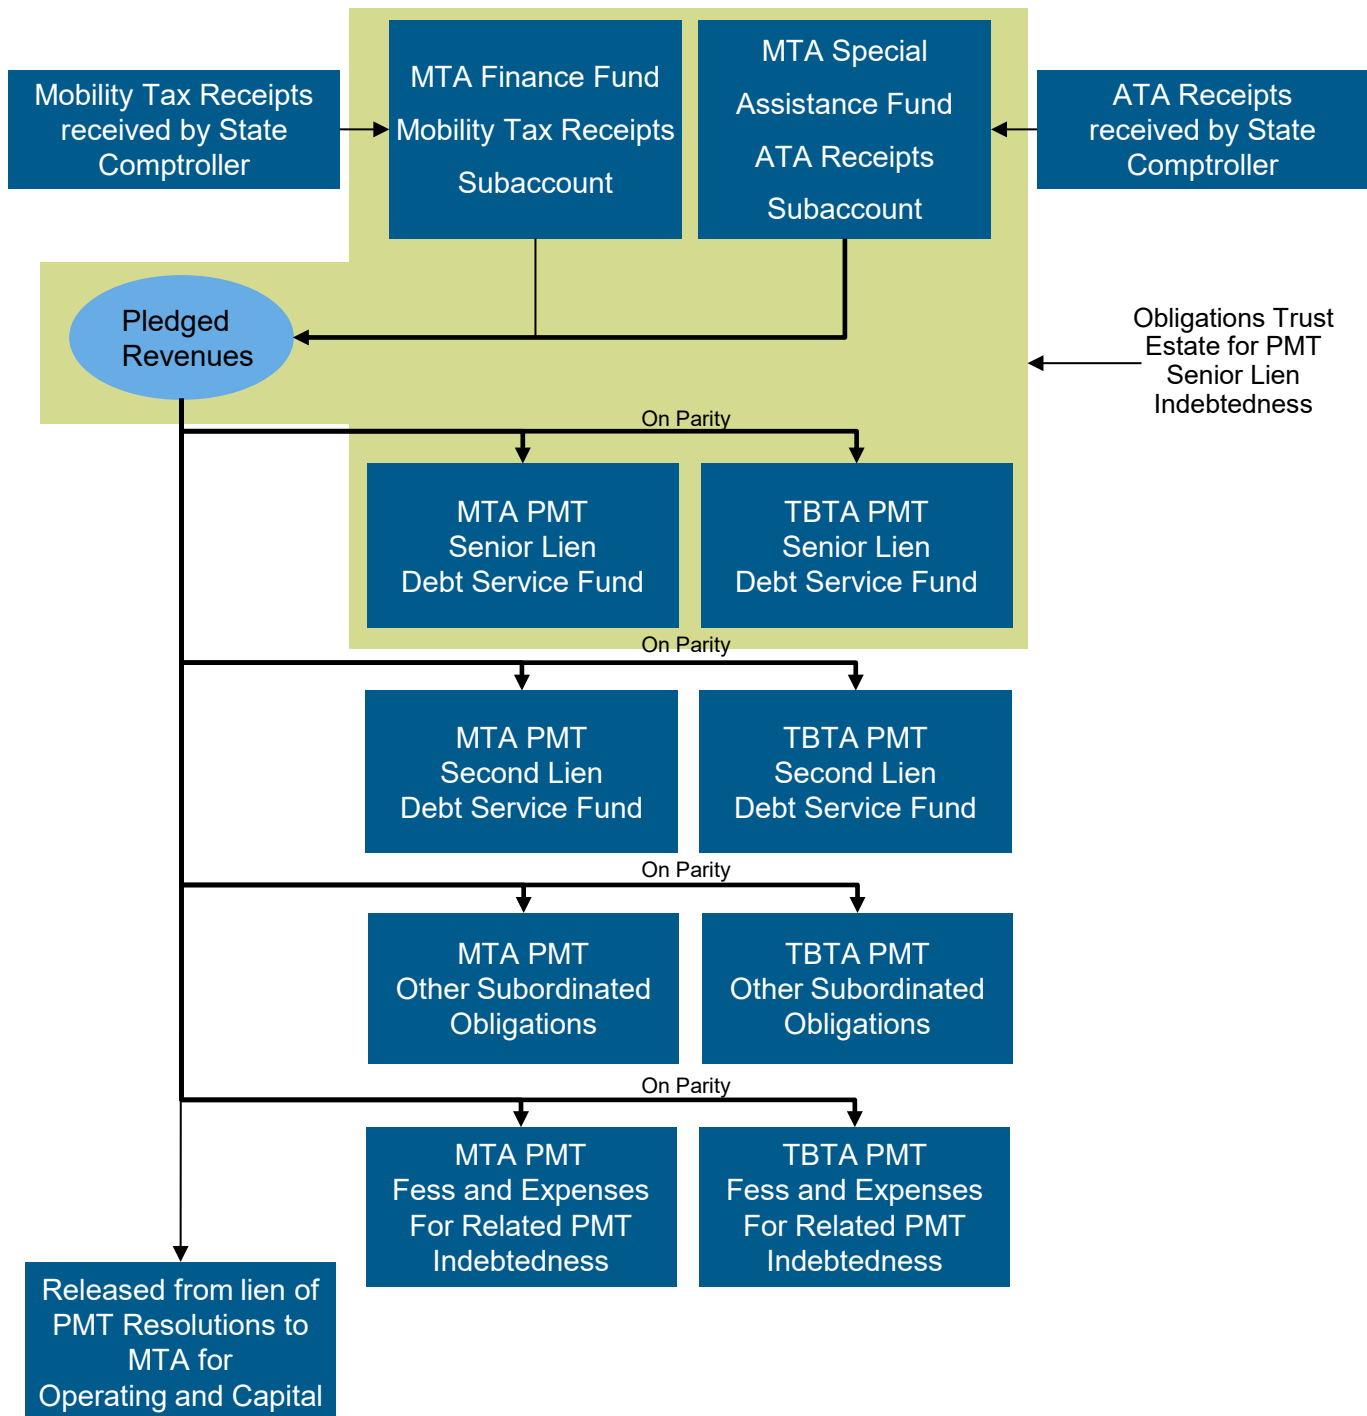 Mobility Tax Receipts
received by State
Comptroller
MTA Finance Fund
Mobility Tax Receipts
Subaccount
MTA Special
Assistance Fund
ATA Receipts
Subaccount
ATA Receipts
received by State
Comptroller
Pledged
Revenues
Obligations Trust
Estate for PMT
Senior Lien
Indebtedness
On Parity
MTA PMT
Senior Lien
Debt Service Fund
TBTA PMT
Senior Lien
Debt Service Fund
On Parity
MTA PMT
Second Lien
Debt Service Fund
TBTA PMT
Second Lien
Debt Service Fund
On Parity
MTA PMT
Other Subordinated
Obligations
TBTA PMT
Other Subordinated
Obligations
On Parity
MTA PMT
Fess and Expenses
For Related PMT
Indebtedness
TBTA PMT
Fess and Expenses
For Related PMT
Indebtedness
Released from lien of
PMT Resolutions to
MTA for
Operating and Capital